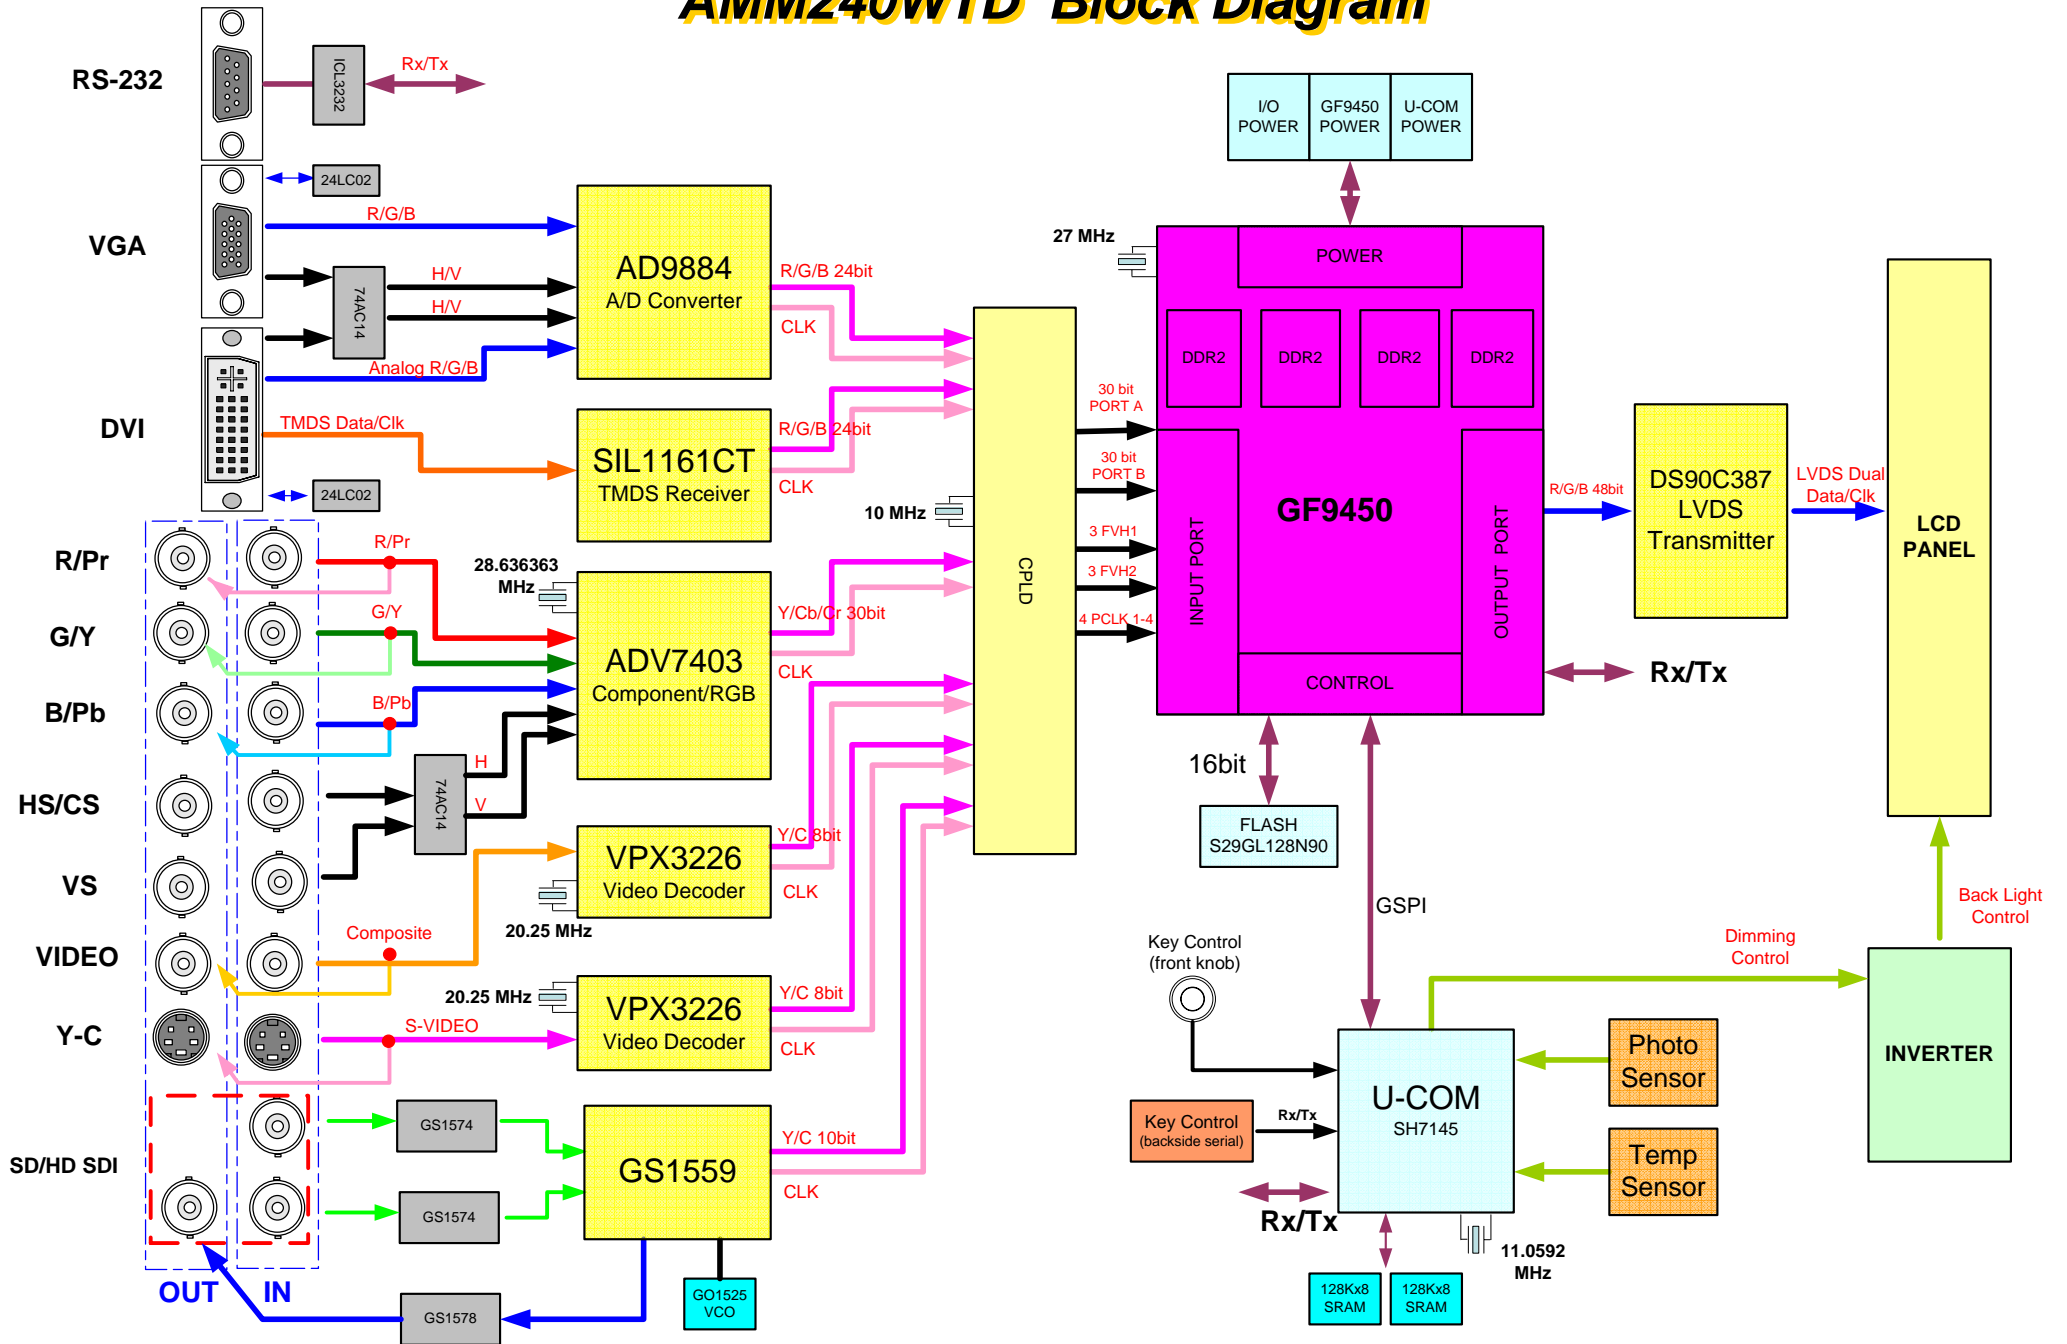 AMM240WTD Block Diagram
RS-232
ICL3232
Rx/Tx
24LC02
VGA
R/G/B
74AC14
H/V
H/V
Analog R/G/B
AD9884
A/D Converter
R/G/B 24bit
CLK
DVI
TMDS Data/Clk
24LC02
SIL1161CT
TMDS Receiver
R/G/B 24bit
CLK
R/Pr
R/Pr
G/Y
G/Y
B/Pb
B/Pb
28.636363
MHz
ADV7403
Component/RGB
Y/Cb/Cr 30bit
CLK
HS/CS
74AC14
H
V
VS
VPX3226
Video Decoder
20.25 MHz
Y/C 8bit
CLK
VIDEO
Composite
Y-C
S-VIDEO
20.25 MHz
VPX3226
Video Decoder
Y/C 8bit
CLK
SD/HD SDI
GS1574
GS1574
GS1559
Y/C 10bit
CLK
OUT
IN
GS1578
GO1525
VCO
10 MHz
CPLD
30 bit
PORT A
30 bit
PORT B
3 FVH1
3 FVH2
4 PCLK 1-4
I/O
POWER
GF9450
POWER
U-COM
POWER
27 MHz
POWER
DDR2
DDR2
DDR2
DDR2
GF9450
INPUT PORT
OUTPUT PORT
CONTROL
R/G/B 48bit
DS90C387
LVDS
Transmitter
LVDS Dual
Data/Clk
LCD
PANEL
Rx/Tx
16bit
FLASH
S29GL128N90
GSPI
Key Control
(front knob)
Dimming
Control
Back Light
Control
INVERTER
U-COM
SH7145
Photo
Sensor
Temp
Sensor
Key Control
(backside serial)
Rx/Tx
Rx/Tx
11.0592
MHz
128Kx8
SRAM
128Kx8
SRAM